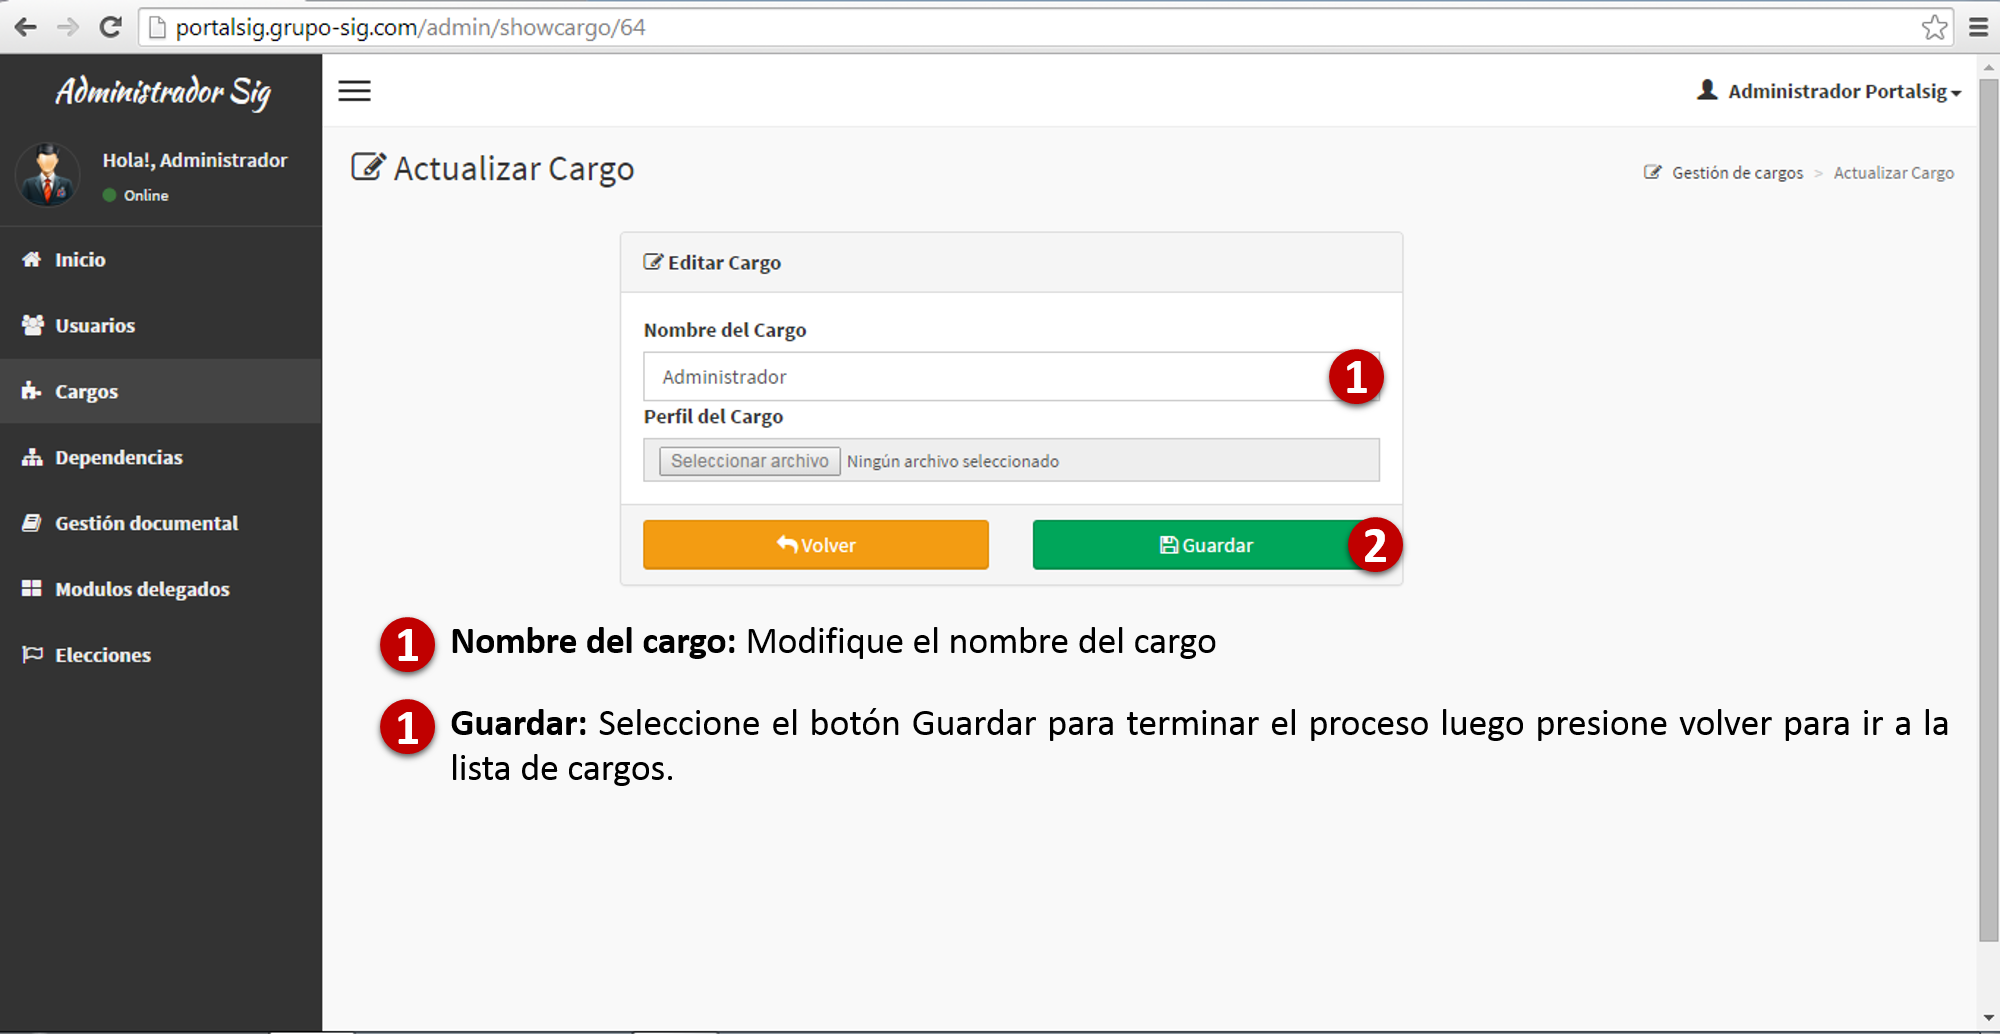 portalsig.grupo-sig.com/admin/showcargo/64
Administrador Sig
Administrador Portalsig
Hola!, Administrador
Online
Actualizar Cargo
Gestión de cargos > Actualizar Cargo
Inicio
Usuarios
Cargos
Dependencias
Gestión documental
Modulos delegados
Elecciones
Editar Cargo
Nombre del Cargo
Administrador
1
Perfil del Cargo
Seleccionar archivo Ningún archivo seleccionado
Volver
Guardar
2
1 Nombre del cargo: Modifique el nombre del cargo
1 Guardar: Seleccione el botón Guardar para terminar el proceso luego presione volver para ir a la
lista de cargos.